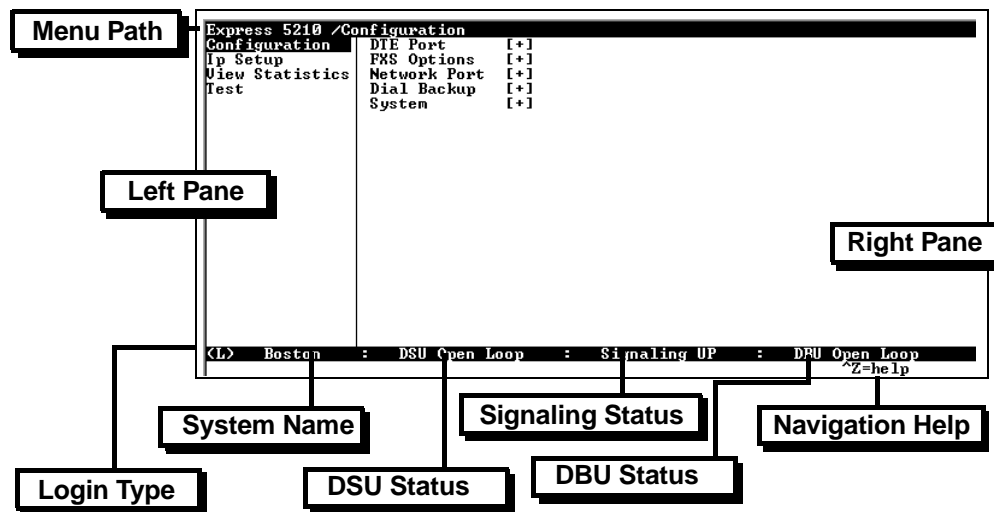 Menu Path
Express 5210 /Configuration
Configuration DTE Port [+]
Ip Setup FXS Options [+]
View Statistics Network Port [+]
Test Dial Backup [+]
System [+]
Left Pane
Right Pane
(L) Boston : DSU Open Loop : Signaling UP : DBU Open Loop
^Z=help
System Name
Signaling Status
Navigation Help
Login Type
DSU Status
DBU Status